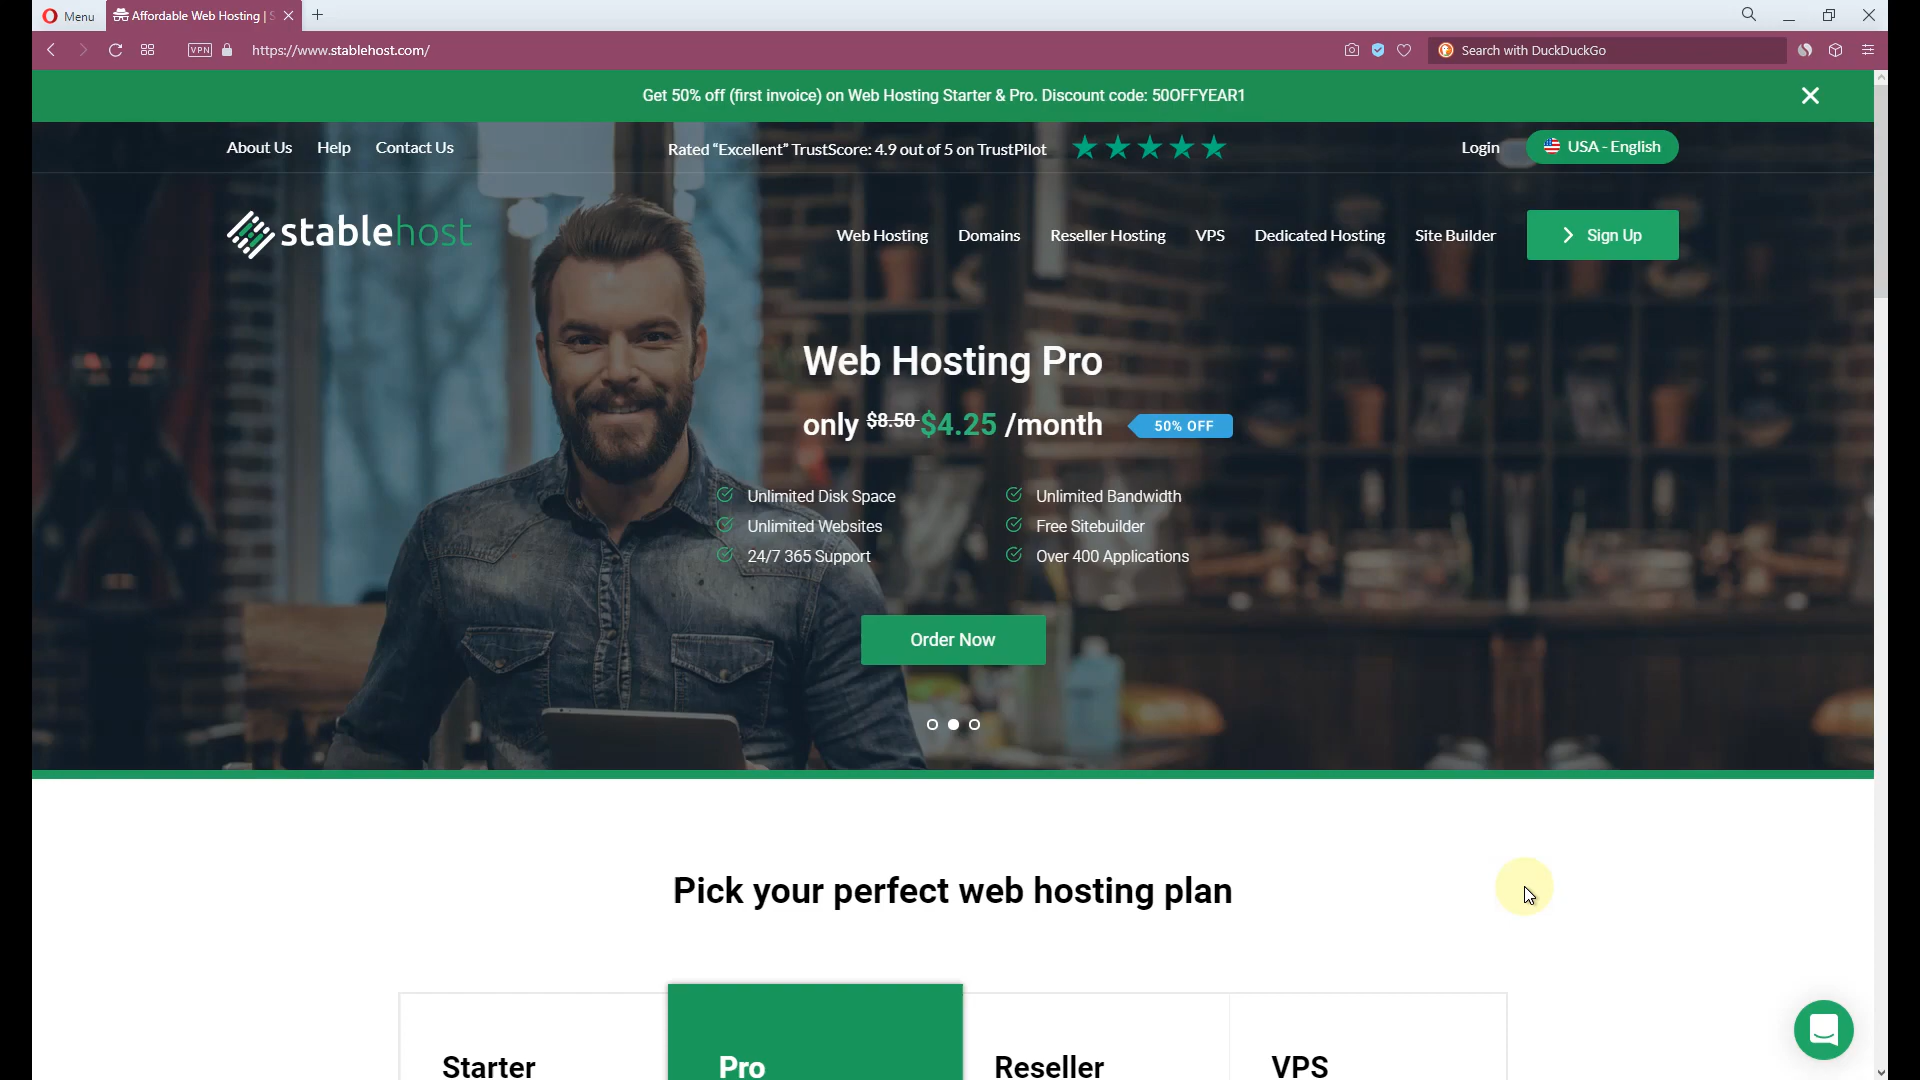 Menu
Affordable Web Hosting |
VPN
https://www.stablehost.com/
Search with DuckDuckGo
Get 50% off (first invoice) on Web Hosting Starter & Pro. Discount code: 50OFFYEAR1
About Us
Help
Contact Us
Rated “Excellent” TrustScore: 4.9 out of 5 on TrustPilot
Login
USA - English
stablehost
Web Hosting
Domains
Reseller Hosting
VPS
Dedicated Hosting
Site Builder
Sign Up
Web Hosting Pro
only $8.50 $4.25 /month
50% OFF
Unlimited Disk Space
Unlimited Bandwidth
Unlimited Websites
Free Sitebuilder
24/7 365 Support
Over 400 Applications
Order Now
Pick your perfect web hosting plan
Starter
Pro
Reseller
VPS